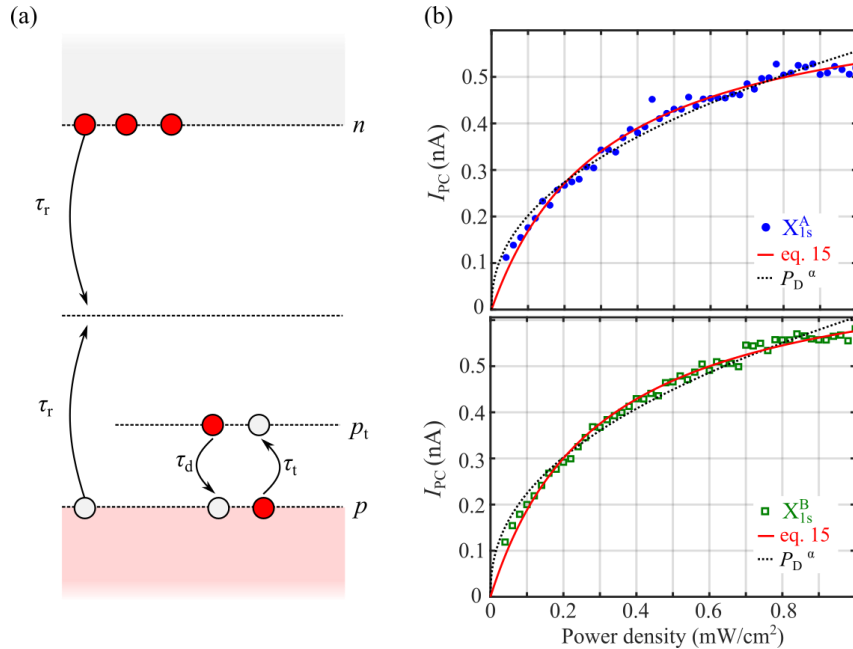 (a)
n
τr
τr
pt
τd
τt
p
(b)
IPC (nA)
0.5
0.4
0.3
0.2
0.1
0
X1sA
eq. 15
PD α
IPC (nA)
0.5
0.4
0.3
0.2
0.1
0
X1sB
eq. 15
PD α
0 0.2 0.4 0.6 0.8
Power density (mW/cm²)